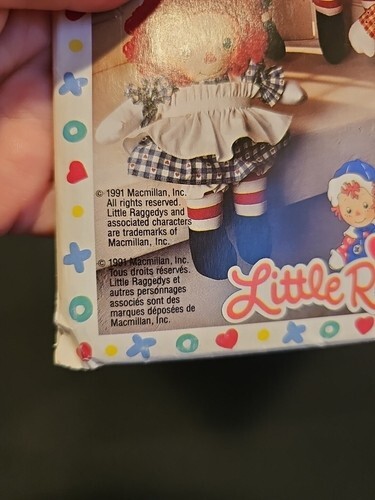 © 1991 Macmillan, Inc.
All rights reserved.
Little Raggedys and
associated characters
are trademarks of
Macmillan, Inc.
© 1991 Macmillan, Inc.
Tous droits réservés.
Little Raggedys et
autres personnages
associés sont des
marques déposées de
Macmillan, Inc.
Little R